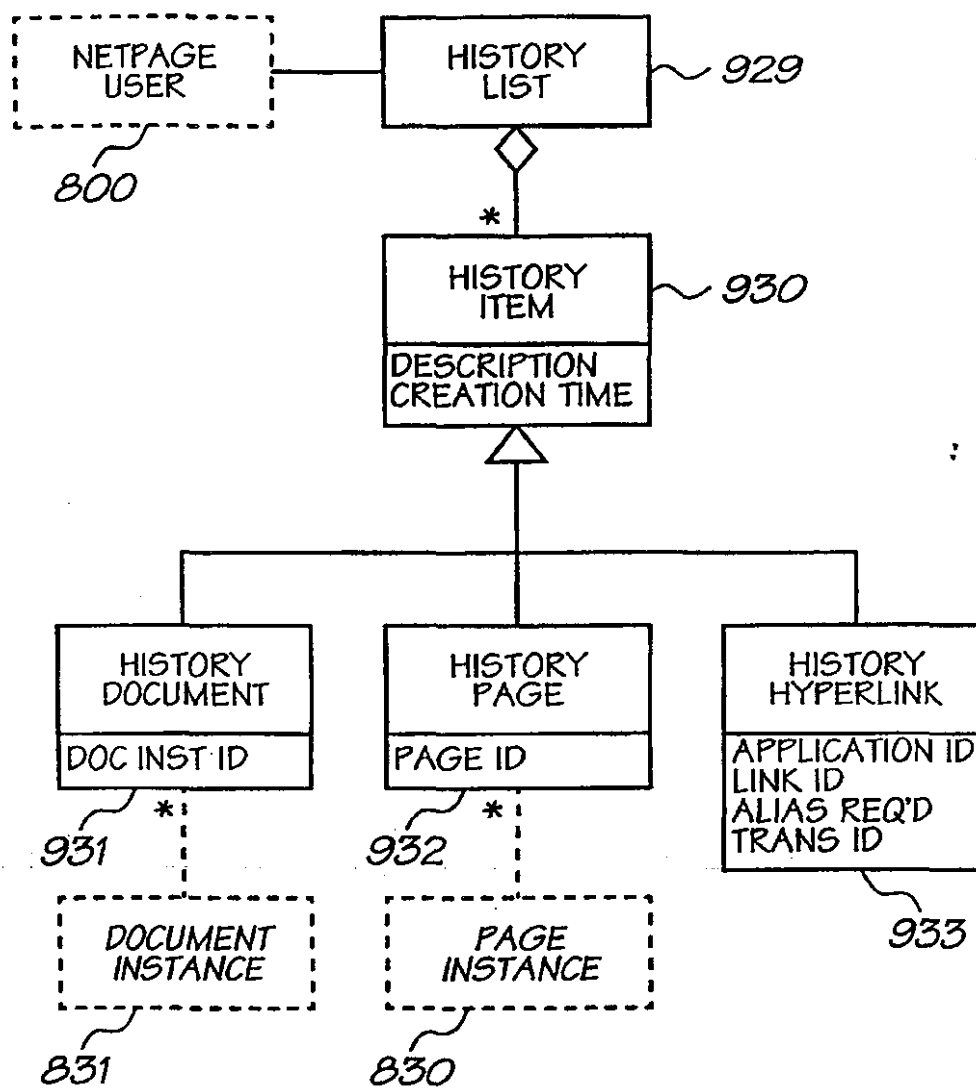 NETPAGE
USER
800
HISTORY
LIST
929
*
HISTORY
ITEM
930
DESCRIPTION
CREATION TIME
HISTORY
DOCUMENT
DOC INST ID
931
*
HISTORY
PAGE
PAGE ID
932
*
HISTORY
HYPERLINK
APPLICATION ID
LINK ID
ALIAS REQ'D
TRANS ID
933
DOCUMENT
INSTANCE
831
PAGE
INSTANCE
830